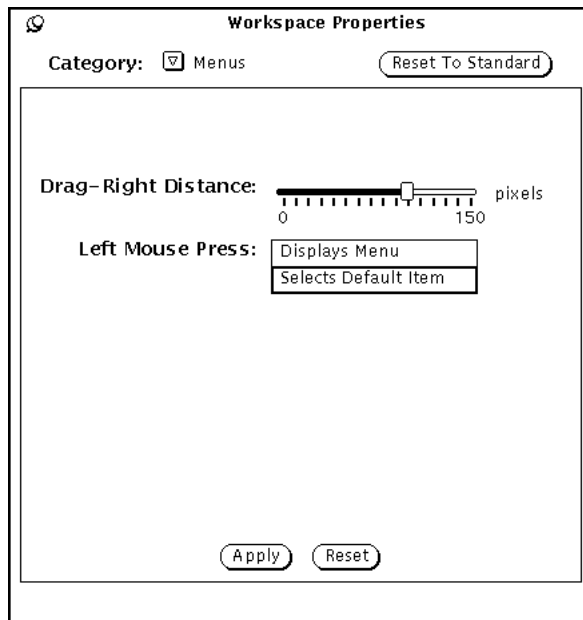 Workspace Properties
Category: Menus Reset To Standard
Drag-Right Distance: pixels
0 150
Left Mouse Press: Displays Menu
Selects Default Item
Apply Reset